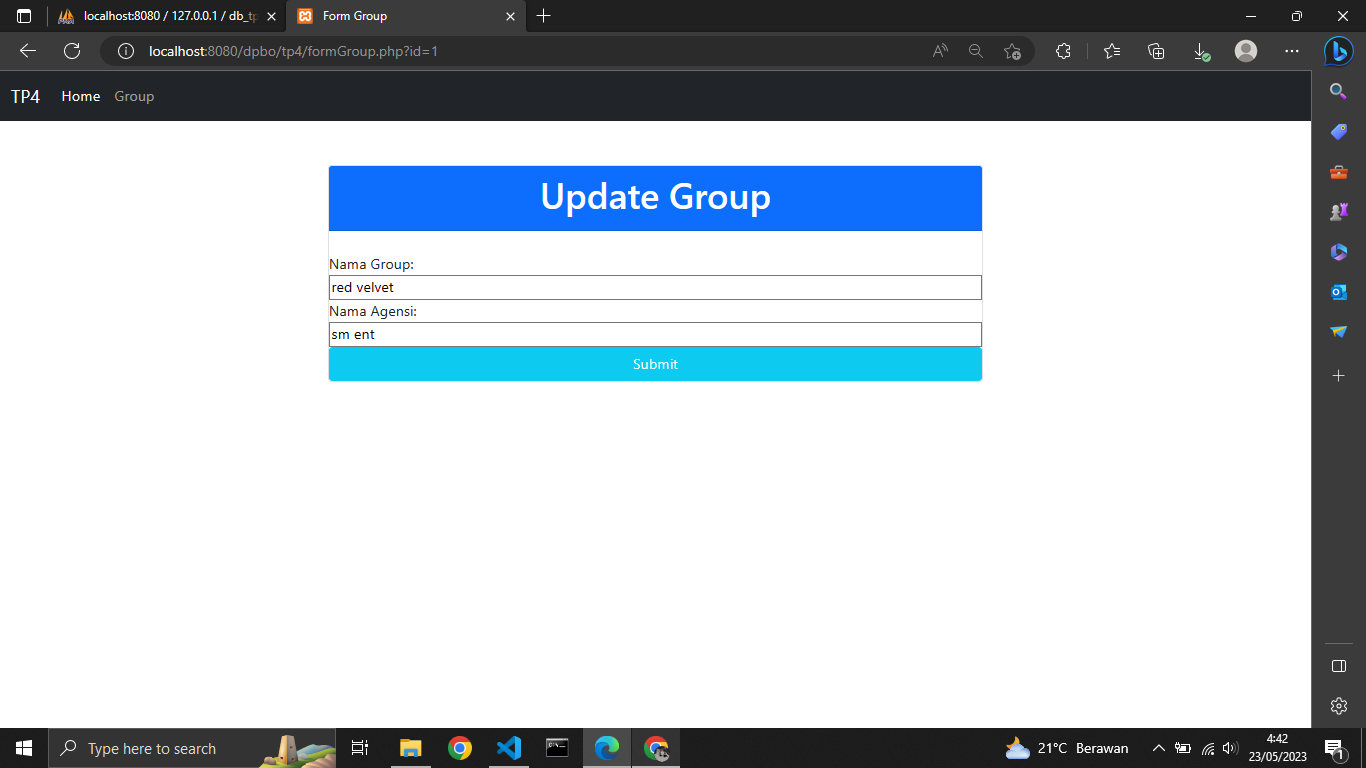 localhost:8080 / 127.0.0.1 / db_tp
Form Group
localhost:8080/dpbo/tp4/formGroup.php?id=1
TP4 Home Group
Update Group
Nama Group:
red velvet
Nama Agensi:
sm ent
Submit
Type here to search
21°C Berawan
4:42
23/05/2023
1